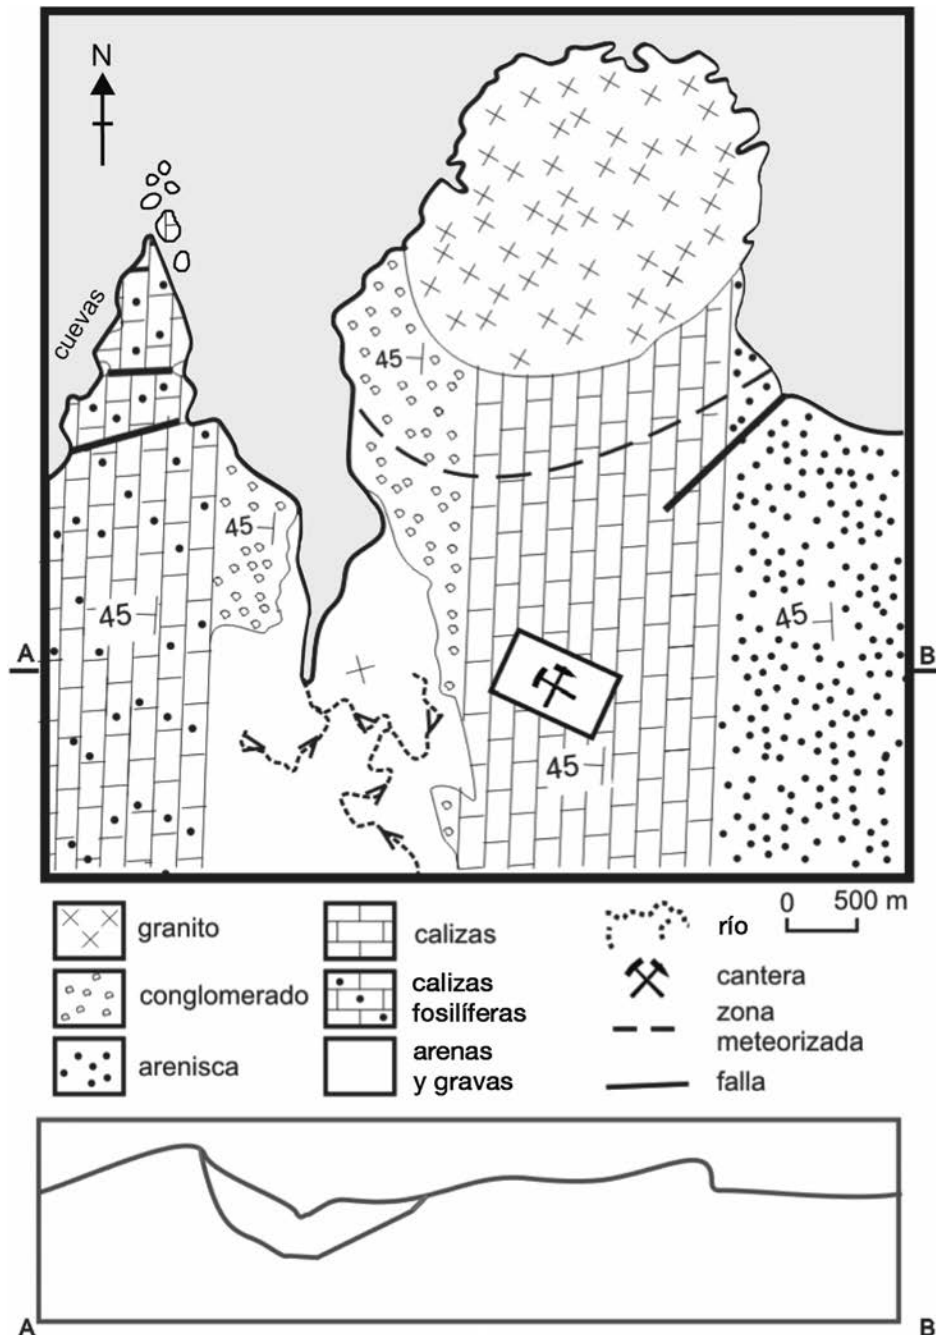 N
cuevas
45
45
45
45
A
B
45
0 500 m
granito
calizas
río
conglomerado
calizas
fosilíferas
cantera
arenisca
arenas
y gravas
zona
meteorizada
falla
A
B